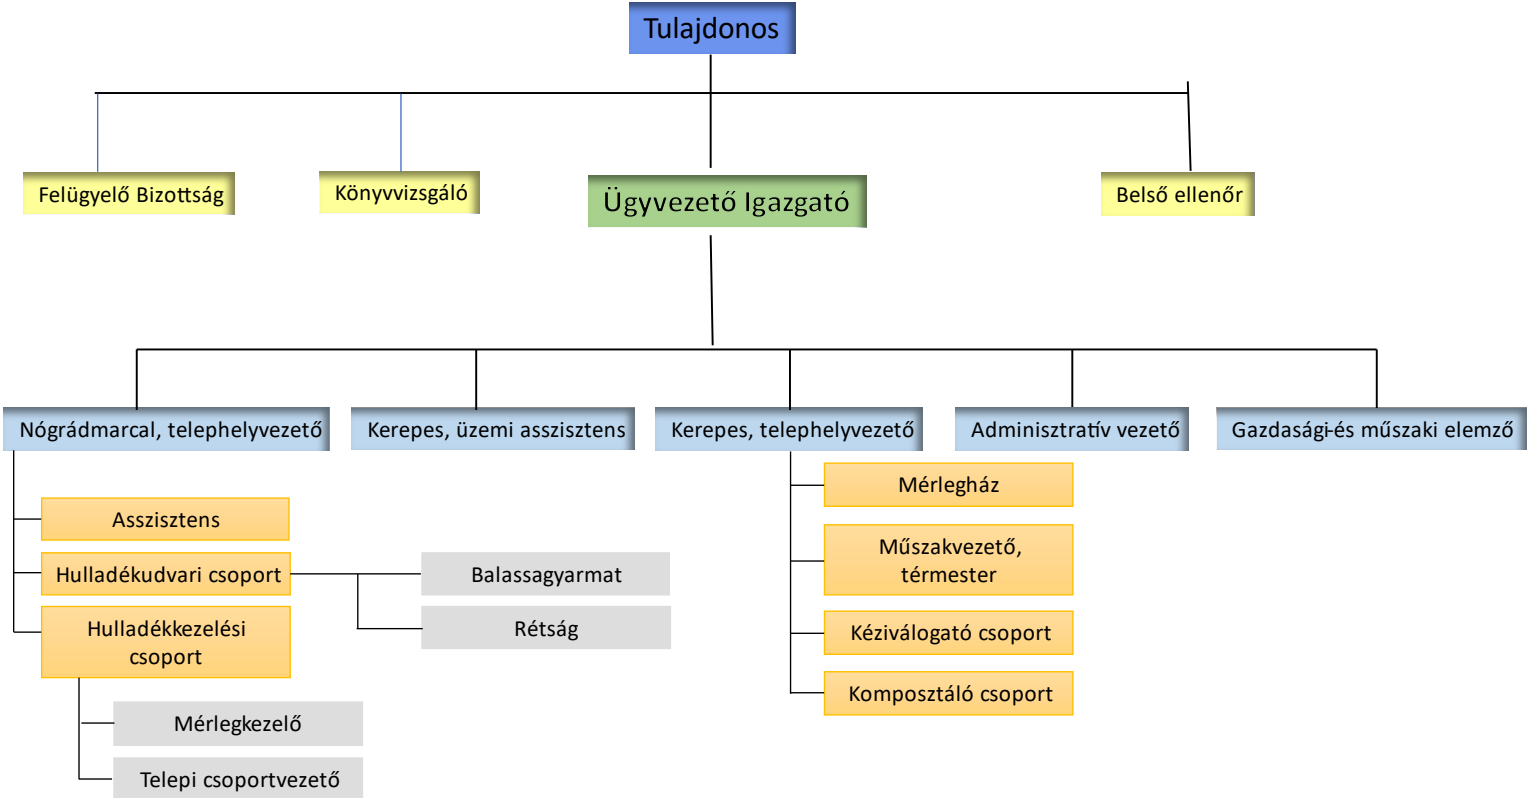 Tulajdonos
Felügyelő Bizottság
Könyvvizsgáló
Ügyvezető Igazgató
Belső ellenőr
Nógrádmarcal, telephelyvezető
Kerepes, üzemi asszisztens
Kerepes, telephelyvezető
Adminisztratív vezető
Gazdasági-és műszaki elemző
Asszisztens
Hulladékudvari csoport
Balassagyarmat
Rétság
Hulladékkezelési
csoport
Mérlegkezelő
Telepi csoportvezető
Mérlegház
Műszakvezető,
térmester
Kéziválogató csoport
Komposztáló csoport